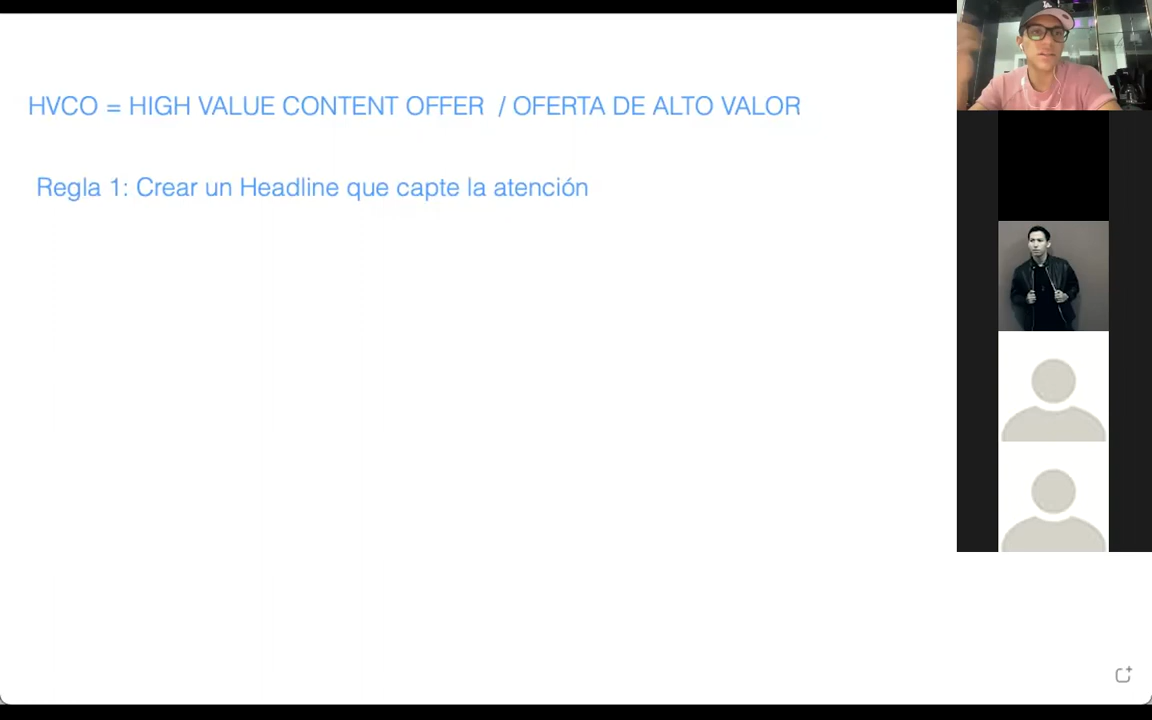 HVCO = HIGH VALUE CONTENT OFFER / OFERTA DE ALTO VALOR
Regla 1: Crear un Headline que capte la atención